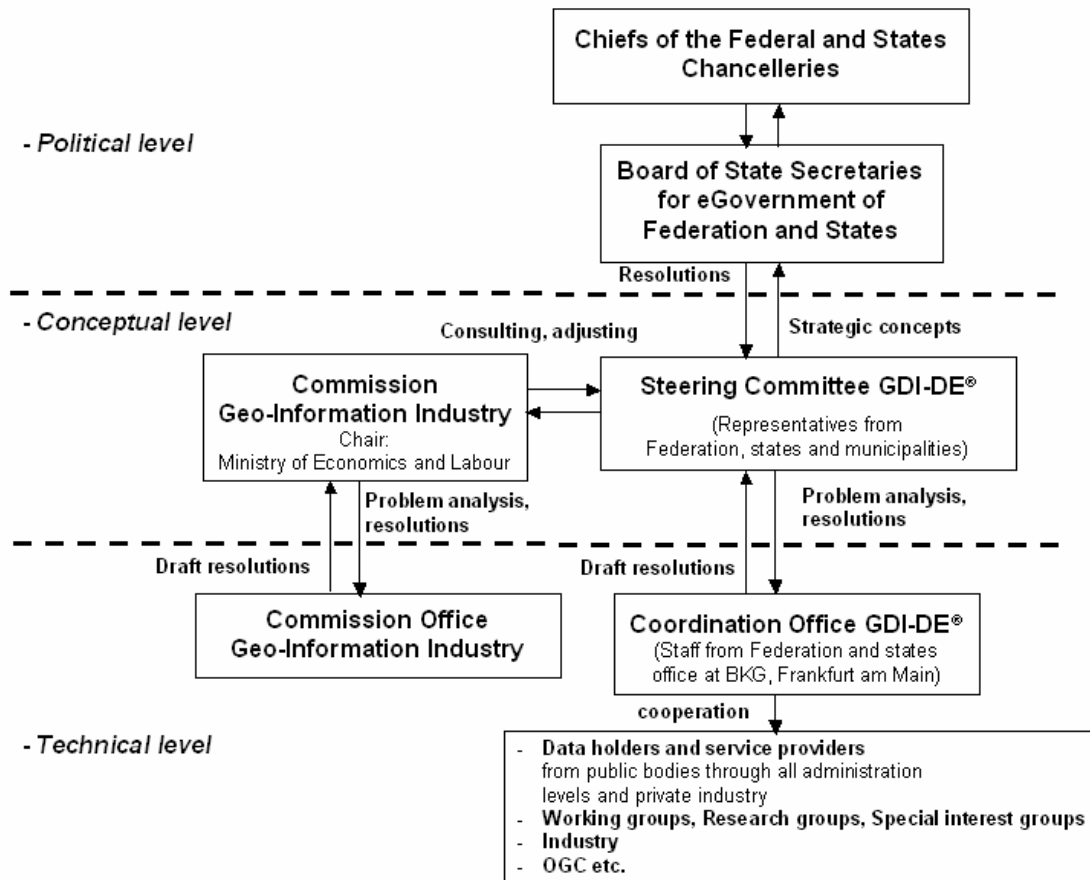 Chiefs of the Federal and States
Chancelleries
- Political level
Board of State Secretaries
for eGovernment of
Federation and States
Resolutions
- Conceptual level
Consulting, adjusting
Strategic concepts
Commission
Geo-Information Industry
Chair:
Ministry of Economics and Labour
Steering Committee GDI-DE®
(Representatives from
Federation, states and municipalities)
Problem analysis,
resolutions
Problem analysis,
resolutions
Draft resolutions
Draft resolutions
Commission Office
Geo-Information Industry
Coordination Office GDI-DE®
(Staff from Federation and states
office at BKG, Frankfurt am Main)
cooperation
- Technical level
- Data holders and service providers
from public bodies through all administration
levels and private industry
- Working groups, Research groups, Special interest groups
- Industry
- OGC etc.